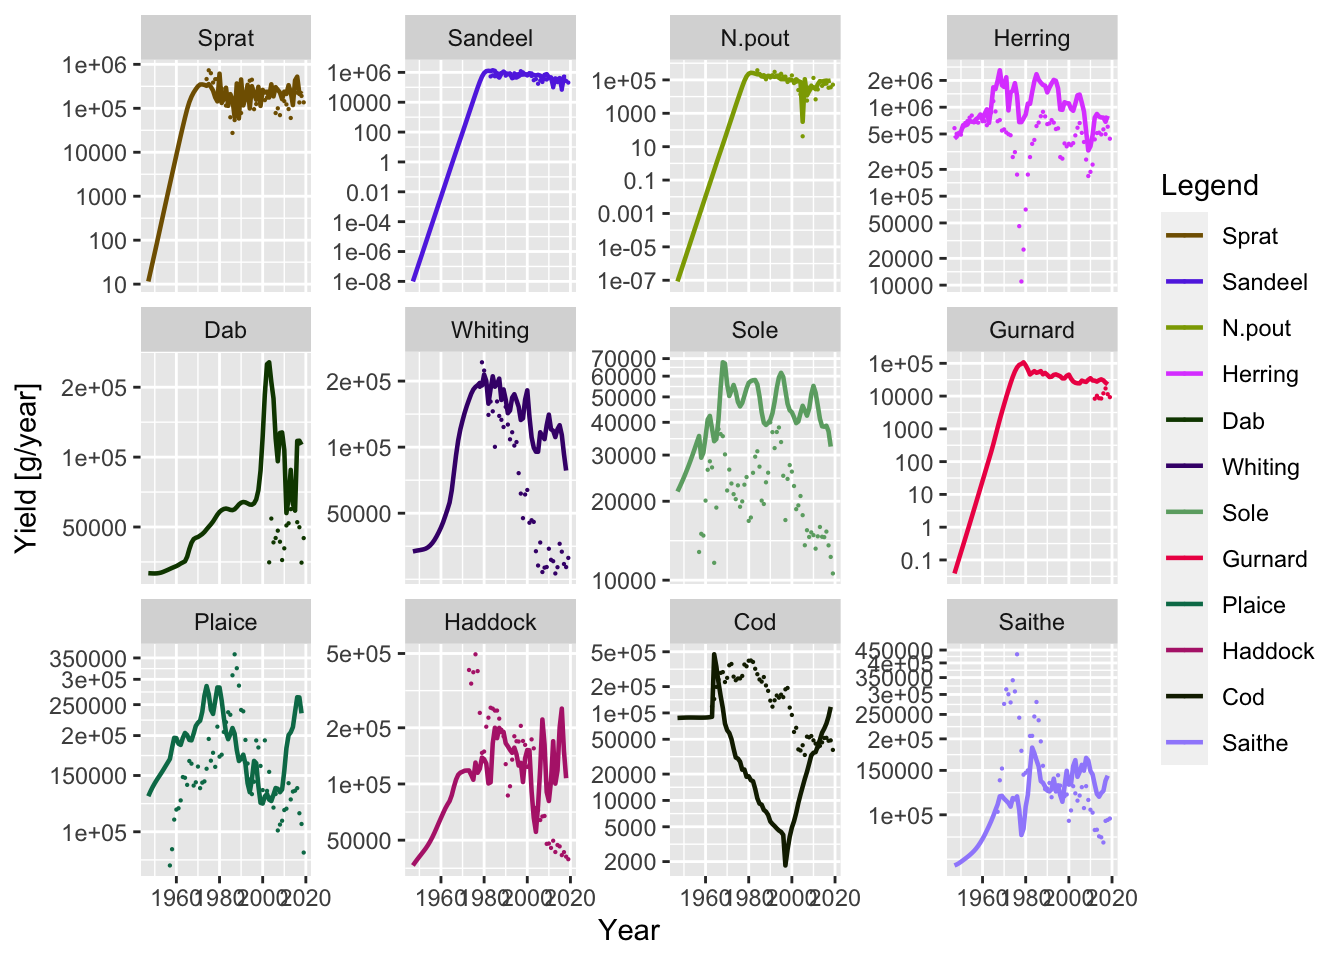 Sprat
Sandeel
N.pout
Herring
1e+06
1e+05
10000
1000
100
10
1e+06
10000
100
1
0.01
1e-04
1e-06
1e-08
1e+05
1000
10
0.1
0.001
1e-05
1e-07
2e+06
1e+06
5e+05
2e+05
1e+05
50000
20000
10000
Dab
Whiting
Sole
Gurnard
2e+05
1e+05
50000
2e+05
1e+05
50000
70000
60000
50000
40000
30000
20000
10000
1e+05
10000
1000
100
10
1
0.1
Plaice
Haddock
Cod
Saithe
350000
3e+05
250000
2e+05
150000
1e+05
5e+05
2e+05
1e+05
50000
5e+05
2e+05
1e+05
50000
20000
10000
5000
2000
450000
4e+05
350000
3e+05
250000
2e+05
150000
1e+05
1960 1980 2000 2020
1960 1980 2000 2020
1960 1980 2000 2020
1960 1980 2000 2020
Year
Yield [g/year]
Legend
Sprat
Sandeel
N.pout
Herring
Dab
Whiting
Sole
Gurnard
Plaice
Haddock
Cod
Saithe